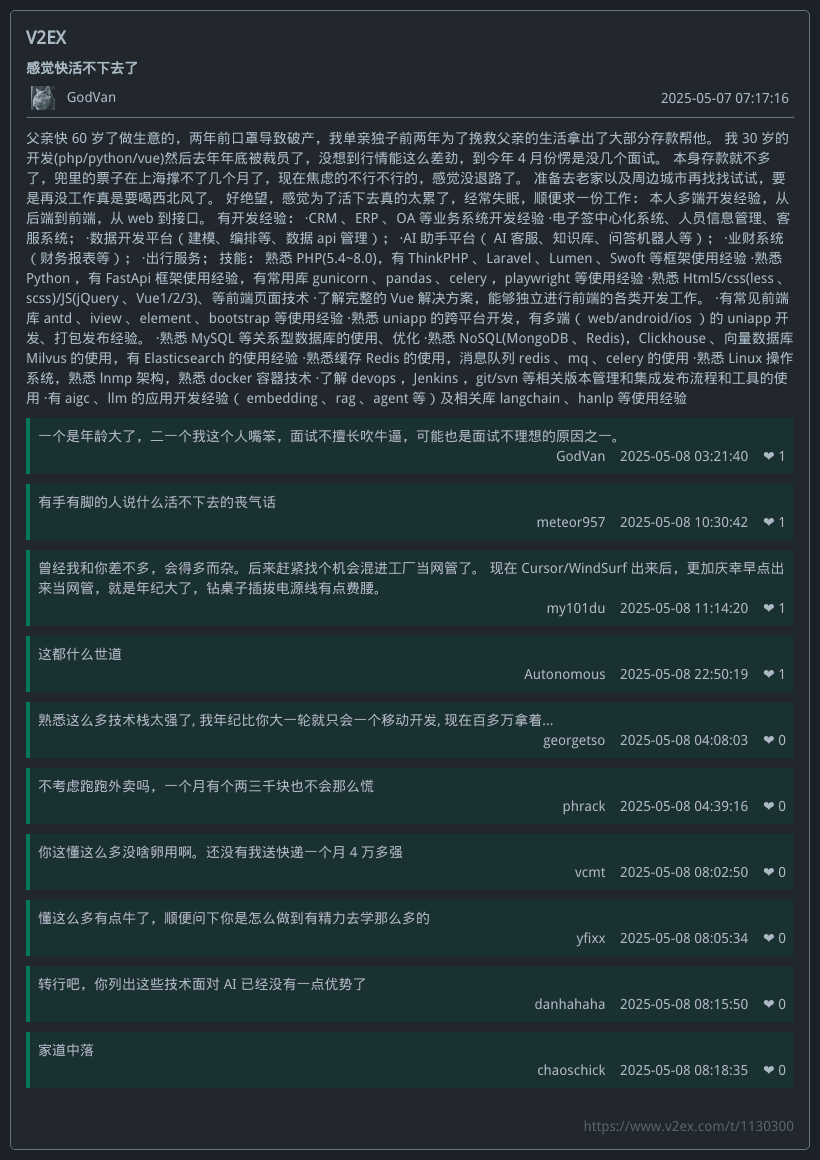 V2EX
感觉快活不下去了
GodVan 2025-05-07 07:17:16
父亲快 60 岁了做生意的，两年前口罩导致破产，我单亲独子前两年为了挽救父亲的生活拿出了大部分存款帮他。 我 30 岁的
开发(php/python/vue)然后去年年底被裁员了，没想到行情能这么差劲，到今年 4 月份愣是没几个面试。 本身存款就不多
了，兜里的票子在上海撑不了几个月了，现在焦虑的不行不行的，感觉没退路了。 准备去老家以及周边城市再找找试试，要
是再没工作真是要喝西北风了。 好绝望，感觉为了活下去真的太累了，经常失眠，顺便求一份工作： 本人多端开发经验，从
后端到前端，从 web 到接口。 有开发经验： ·CRM 、ERP 、OA 等业务系统开发经验 ·电子签中心化系统、人员信息管理、客
服系统； ·数据开发平台（ 建模、编排等、数据 api 管理 ）； ·AI 助手平台（ AI 客服、知识库、问答机器人等 ）； ·业财系统
（ 财务报表等 ）； ·出行服务； 技能： 熟悉 PHP(5.4~8.0)，有 ThinkPHP 、Laravel 、Lumen 、Swoft 等框架使用经验 ·熟悉
Python ，有 FastApi 框架使用经验，有常用库 gunicorn 、pandas 、celery ，playwright 等使用经验 ·熟悉 Html5/css(less 、
scss)/JS(jQuery 、Vue1/2/3)、等前端页面技术 ·了解完整的 Vue 解决方案，能够独立进行前端的各类开发工作。 ·有常见前端
库 antd 、iview 、element 、bootstrap 等使用经验 ·熟悉 uniapp 的跨平台开发，有多端（ web/android/ios ）的 uniapp 开
发、打包发布经验。 ·熟悉 MySQL 等关系型数据库的使用、优化 ·熟悉 NoSQL(MongoDB 、Redis)，Clickhouse 、向量数据库
Milvus 的使用，有 Elasticsearch 的使用经验 ·熟悉缓存 Redis 的使用，消息队列 redis 、mq 、celery 的使用 ·熟悉 Linux 操作
系统，熟悉 lnmp 架构，熟悉 docker 容器技术 ·了解 devops ，Jenkins ，git/svn 等相关版本管理和集成发布流程和工具的使
用 ·有 aigc 、llm 的应用开发经验（ embedding 、rag 、agent 等 ）及相关库 langchain 、hanlp 等使用经验
一个是年龄大了，二一个我这个人嘴笨，面试不擅长吹牛逼，可能也是面试不理想的原因之一。
GodVan 2025-05-08 03:21:40 ❤ 1
有手有脚的人说什么活不下去的丧气话
meteor957 2025-05-08 10:30:42 ❤ 1
曾经我和你差不多，会得多而杂。后来赶紧找个机会混进工厂当网管了。 现在 Cursor/WindSurf 出来后，更加庆幸早点出
来当网管，就是年纪大了，钻桌子插拔电源线有点费腰。
my101du 2025-05-08 11:14:20 ❤ 1
这都什么世道
Autonomous 2025-05-08 22:50:19 ❤ 1
熟悉这么多技术栈太强了, 我年纪比你大一轮就只会一个移动开发, 现在百多万拿着...
georgetso 2025-05-08 04:08:03 ❤ 0
不考虑跑跑外卖吗，一个月有个两三千块也不会那么慌
phrack 2025-05-08 04:39:16 ❤ 0
你这懂这么多没啥卵用啊。还没有我送快递一个月 4 万多强
vcmt 2025-05-08 08:02:50 ❤ 0
懂这么多有点牛了，顺便问下你是怎么做到有精力去学那么多的
yfixx 2025-05-08 08:05:34 ❤ 0
转行吧，你列出这些技术面对 AI 已经没有一点优势了
danhahaha 2025-05-08 08:15:50 ❤ 0
家道中落
chaoschick 2025-05-08 08:18:35 ❤ 0
https://www.v2ex.com/t/1130300